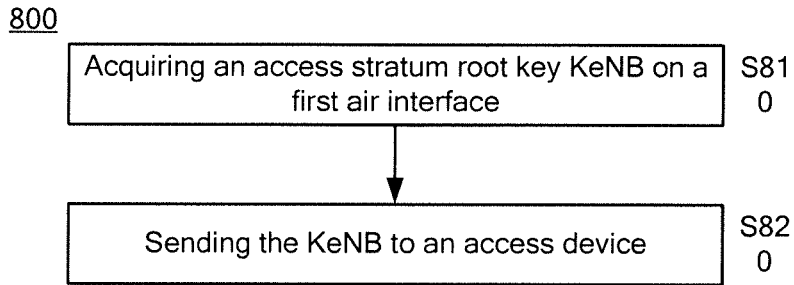 800
Acquiring an access stratum root key KeNB on a
first air interface
S81
0
Sending the KeNB to an access device
S82
0